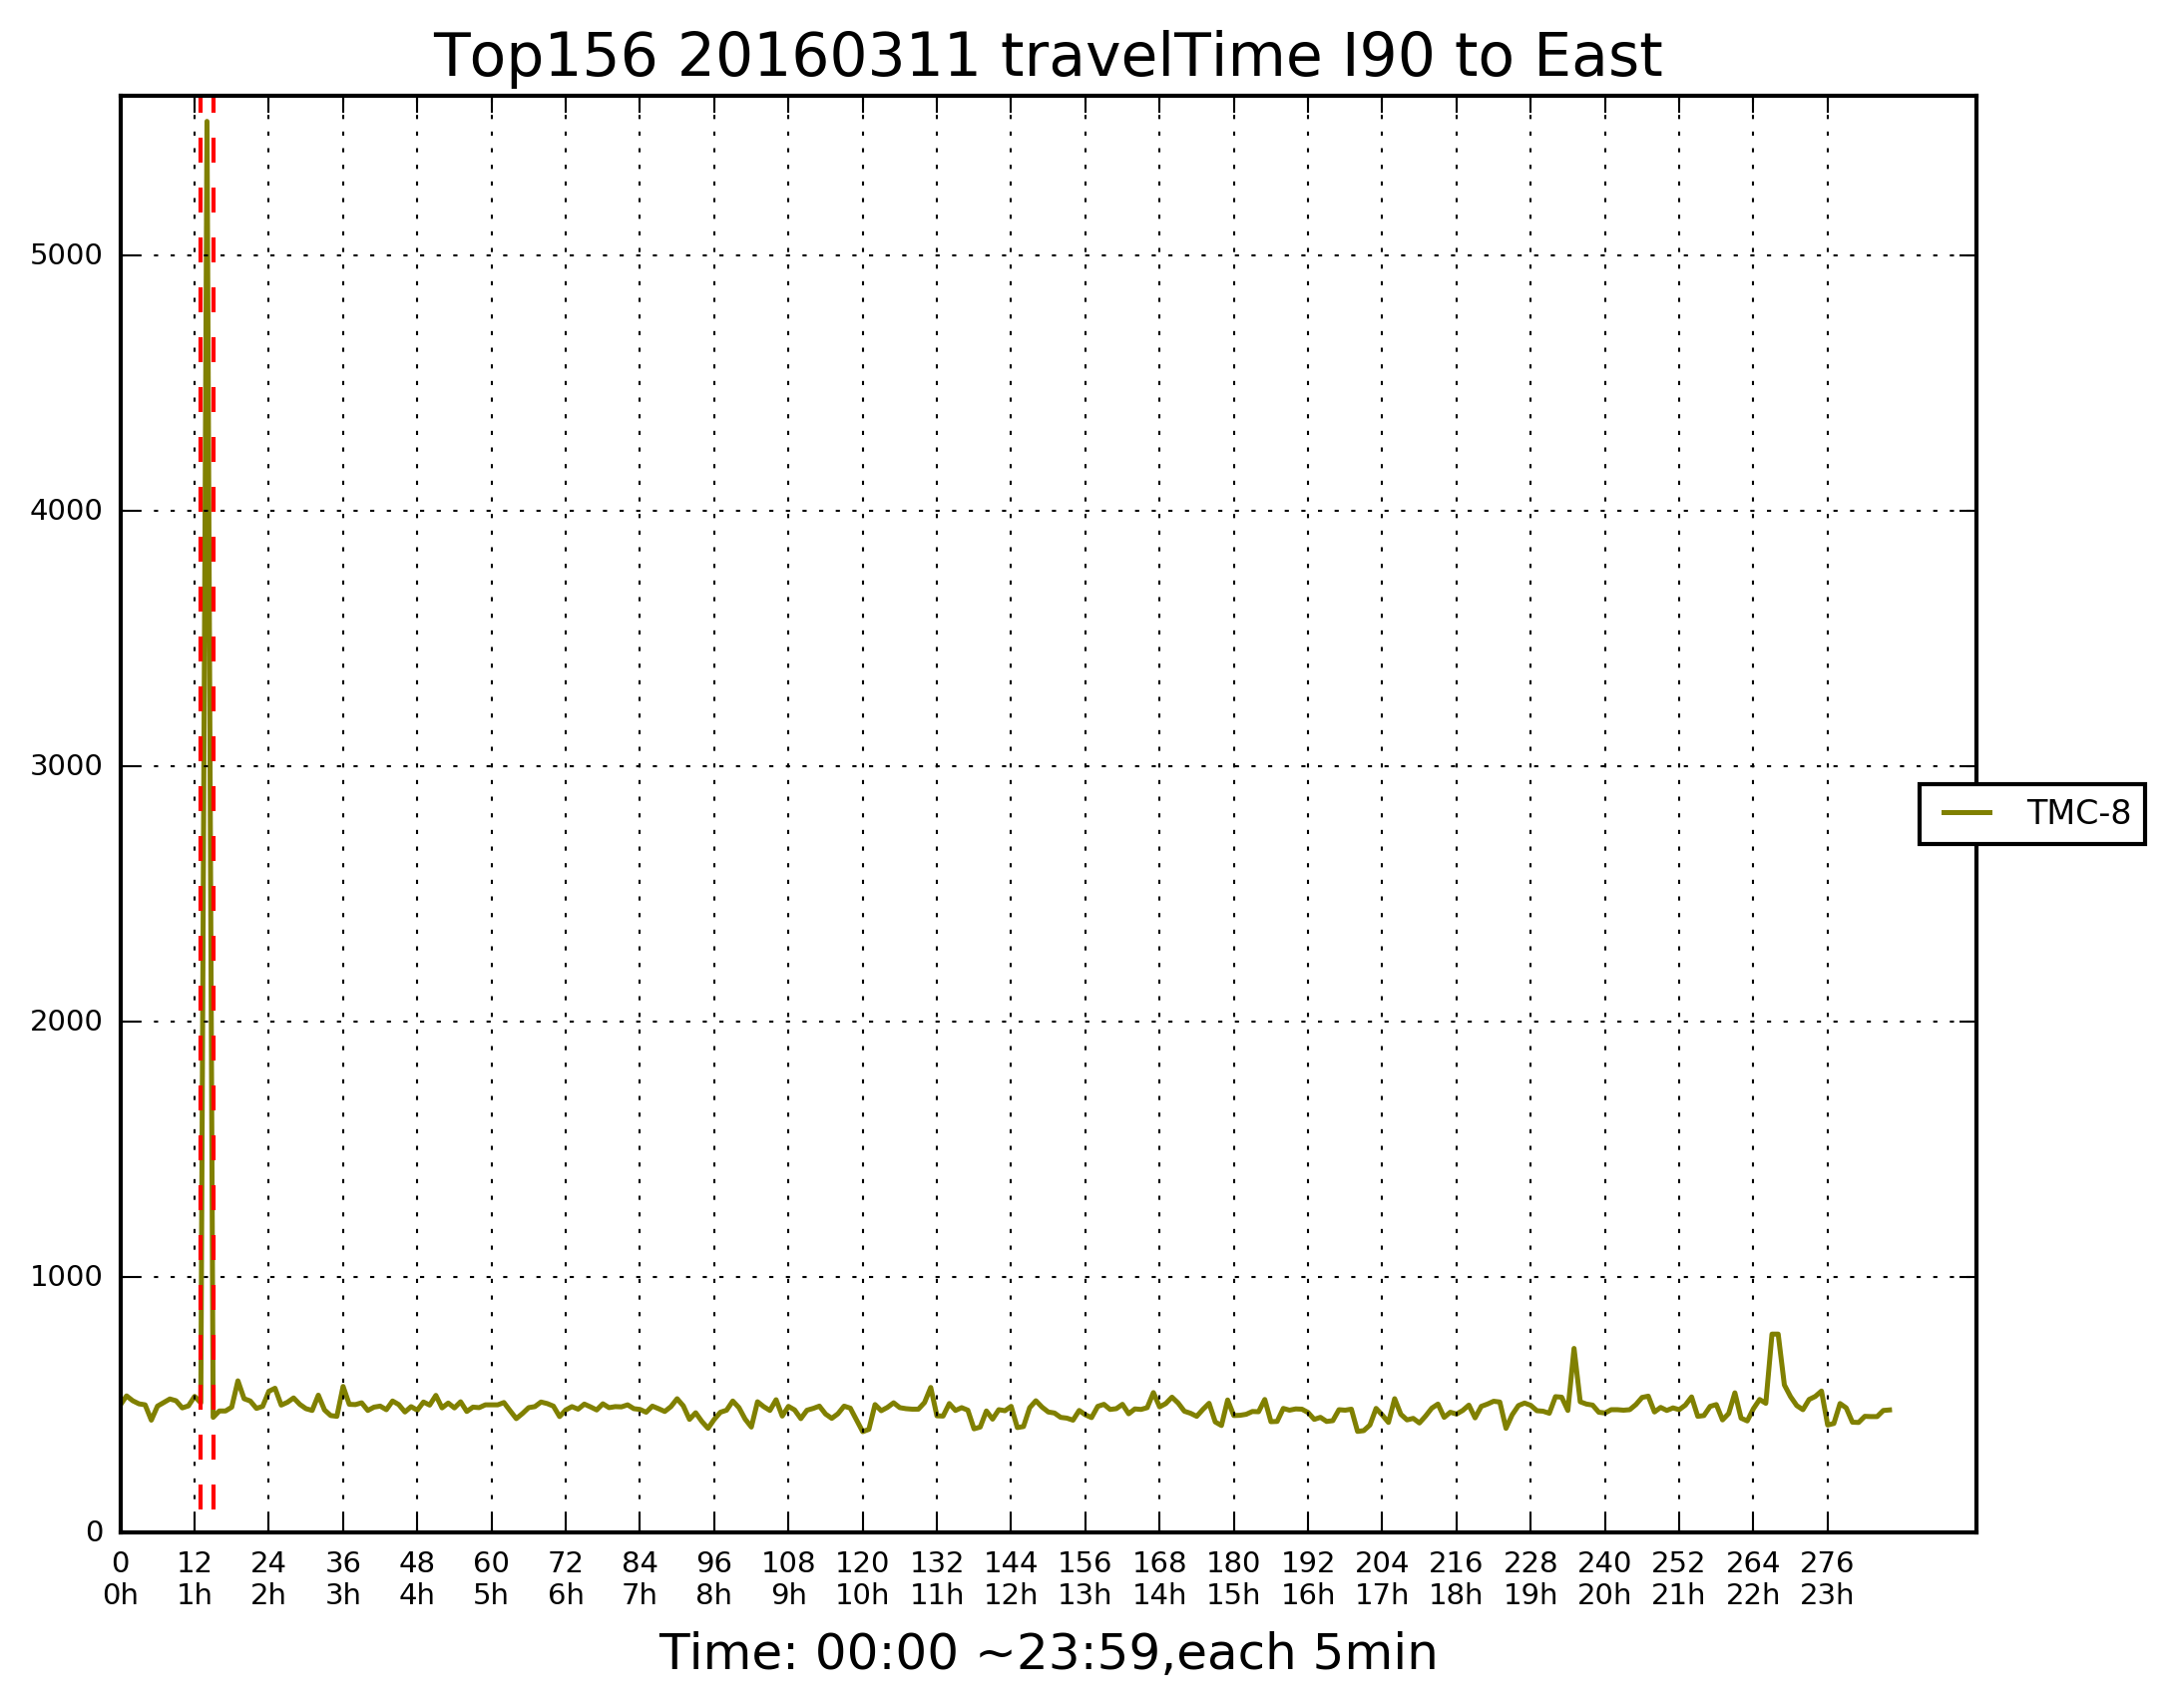 Top156 20160311 travelTime I90 to East
5000
4000
3000
2000
1000
0
TMC-8
0 12 24 36 48 60 72 84 96 108 120 132 144 156 168 180 192 204 216 228 240 252 264 276
0h 1h 2h 3h 4h 5h 6h 7h 8h 9h 10h 11h 12h 13h 14h 15h 16h 17h 18h 19h 20h 21h 22h 23h
Time: 00:00 ~23:59,each 5min